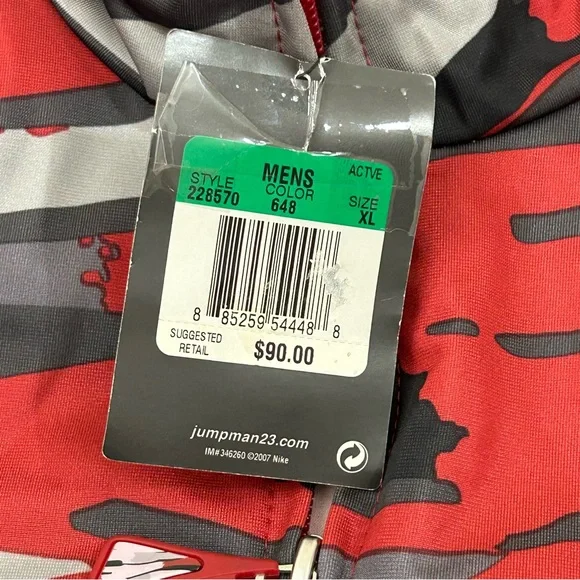 MENS ACTVE
STYLE COLOR SIZE
228570 648 XL
8 85259 54448 8
SUGGESTED
RETAIL $90.00
jumpman23.com
IM#346260 ©2007 Nike